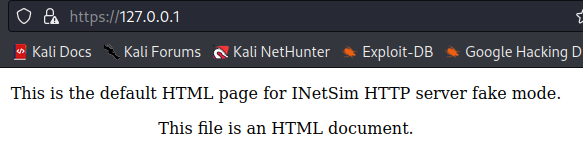 https://127.0.0.1
Kali Docs Kali Forums Kali NetHunter Exploit-DB Google Hacking D
This is the default HTML page for INetSim HTTP server fake mode.
This file is an HTML document.